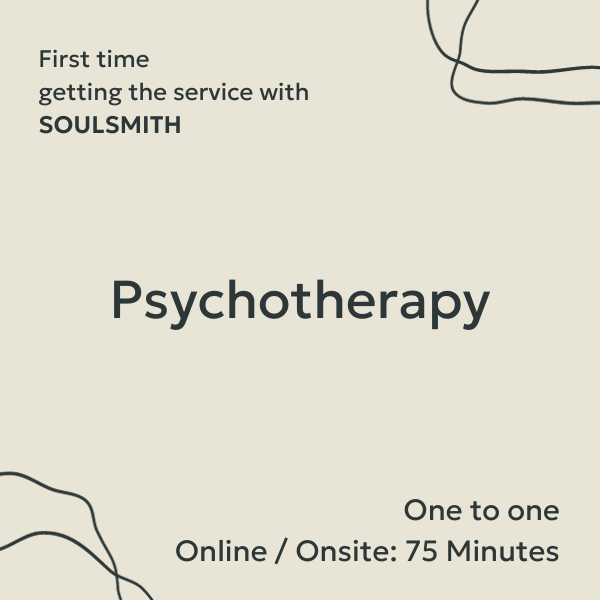 First time
getting the service with
SOULSMITH
Psychotherapy
One to one
Online / Onsite: 75 Minutes